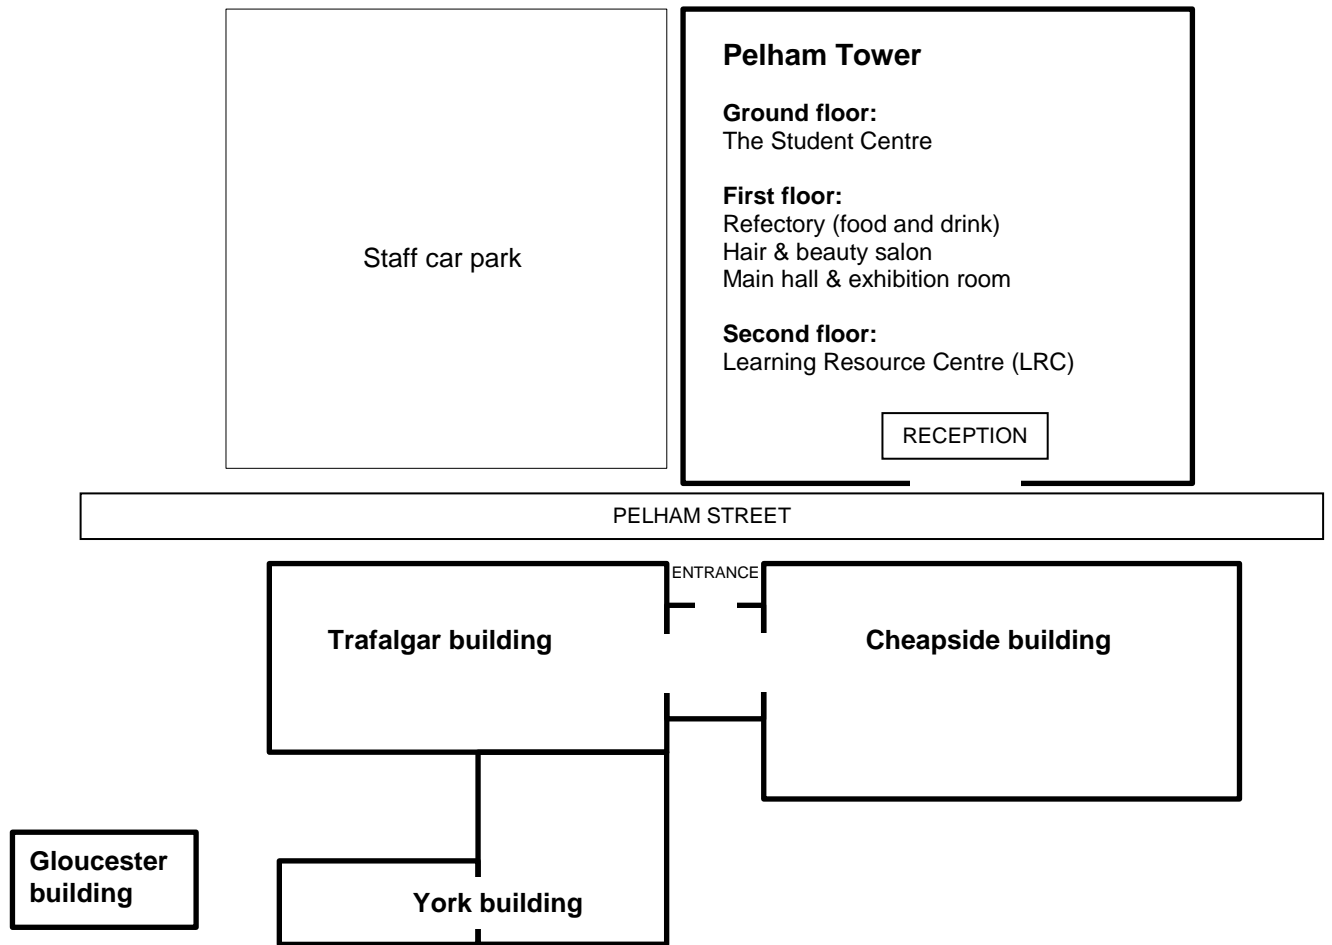 Pelham Tower
Ground floor:
The Student Centre
First floor:
Refectory (food and drink)
Hair & beauty salon
Main hall & exhibition room
Second floor:
Learning Resource Centre (LRC)
Staff car park
RECEPTION
PELHAM STREET
ENTRANCE
Trafalgar building
Cheapside building
Gloucester
building
York building